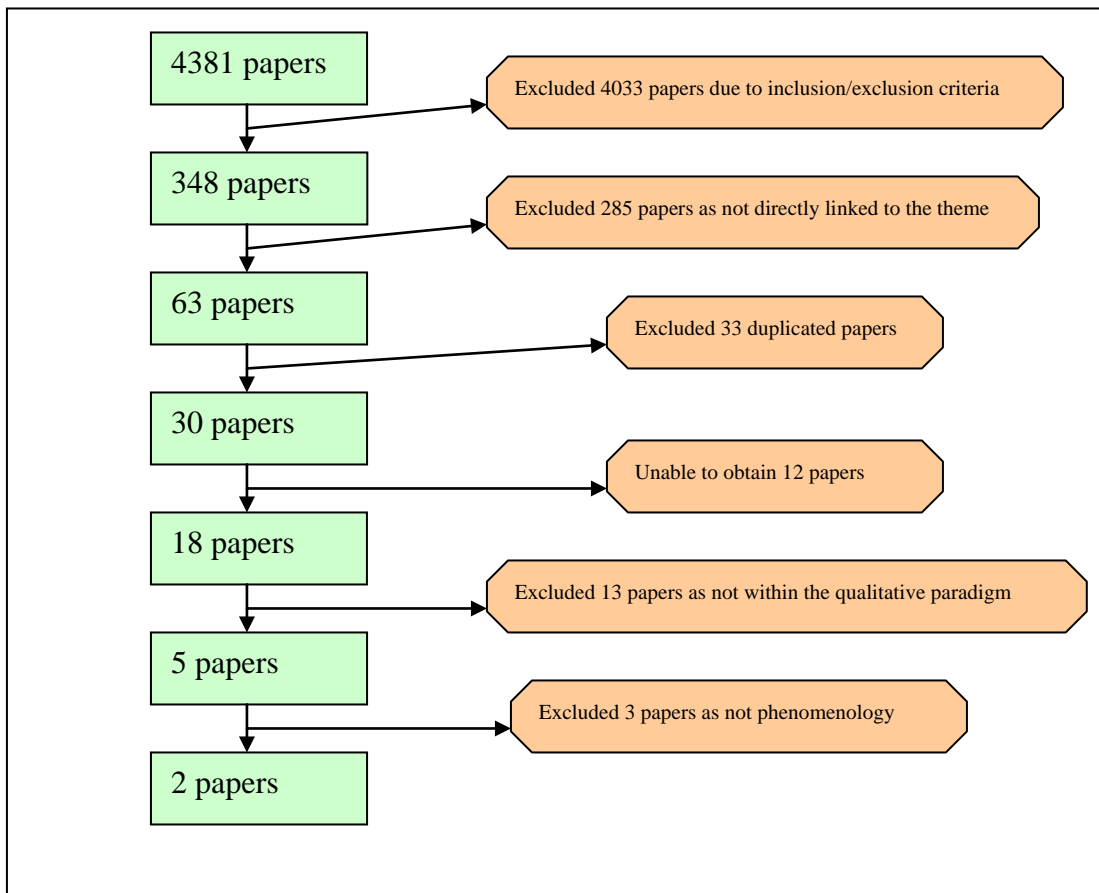 4381 papers
Excluded 4033 papers due to inclusion/exclusion criteria
348 papers
Excluded 285 papers as not directly linked to the theme
63 papers
Excluded 33 duplicated papers
30 papers
Unable to obtain 12 papers
18 papers
Excluded 13 papers as not within the qualitative paradigm
5 papers
Excluded 3 papers as not phenomenology
2 papers